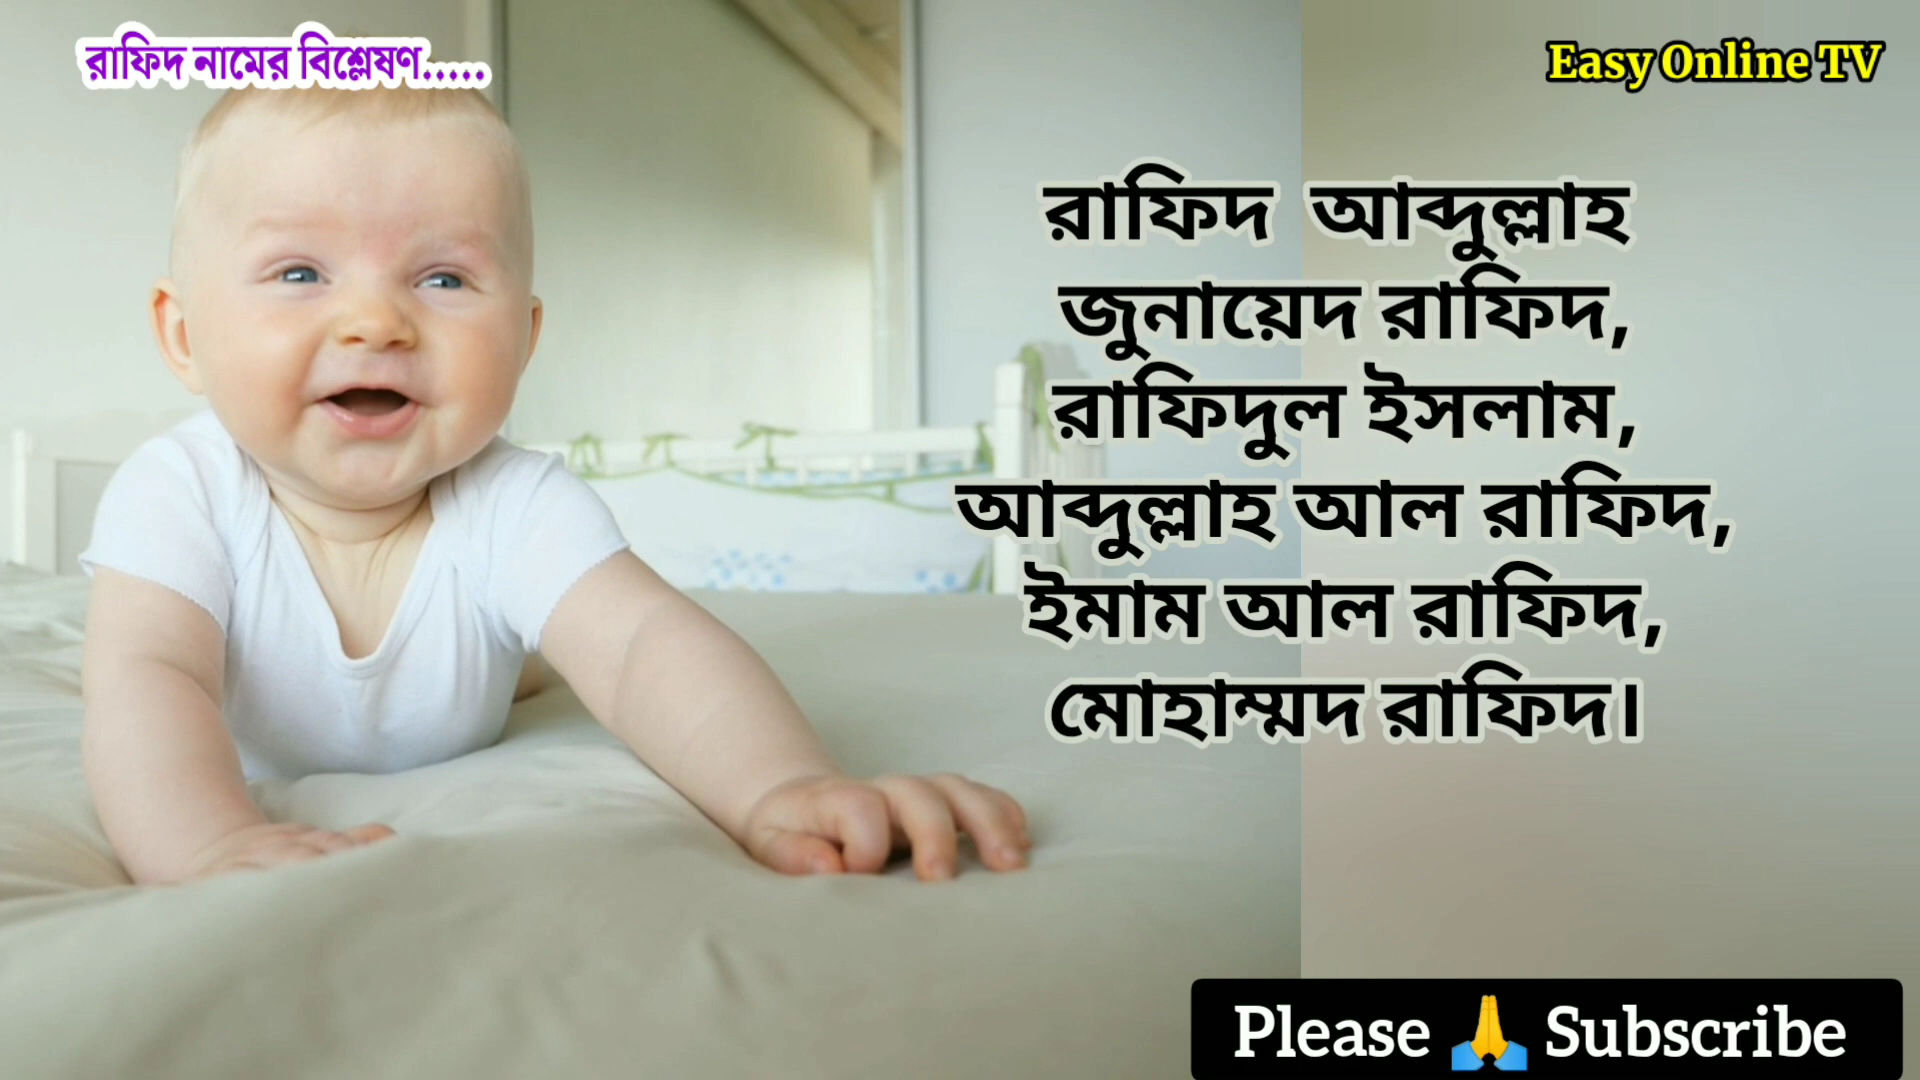 রাফিদ নামের বিশ্লেষণ.....
Easy Online TV
রাফিদ আব্দুল্লাহ
জুনায়েদ রাফিদ,
রাফিদুল ইসলাম,
আব্দুল্লাহ আল রাফিদ,
ইমাম আল রাফিদ,
মোহাম্মদ রাফিদ।
Please 🙏 Subscribe